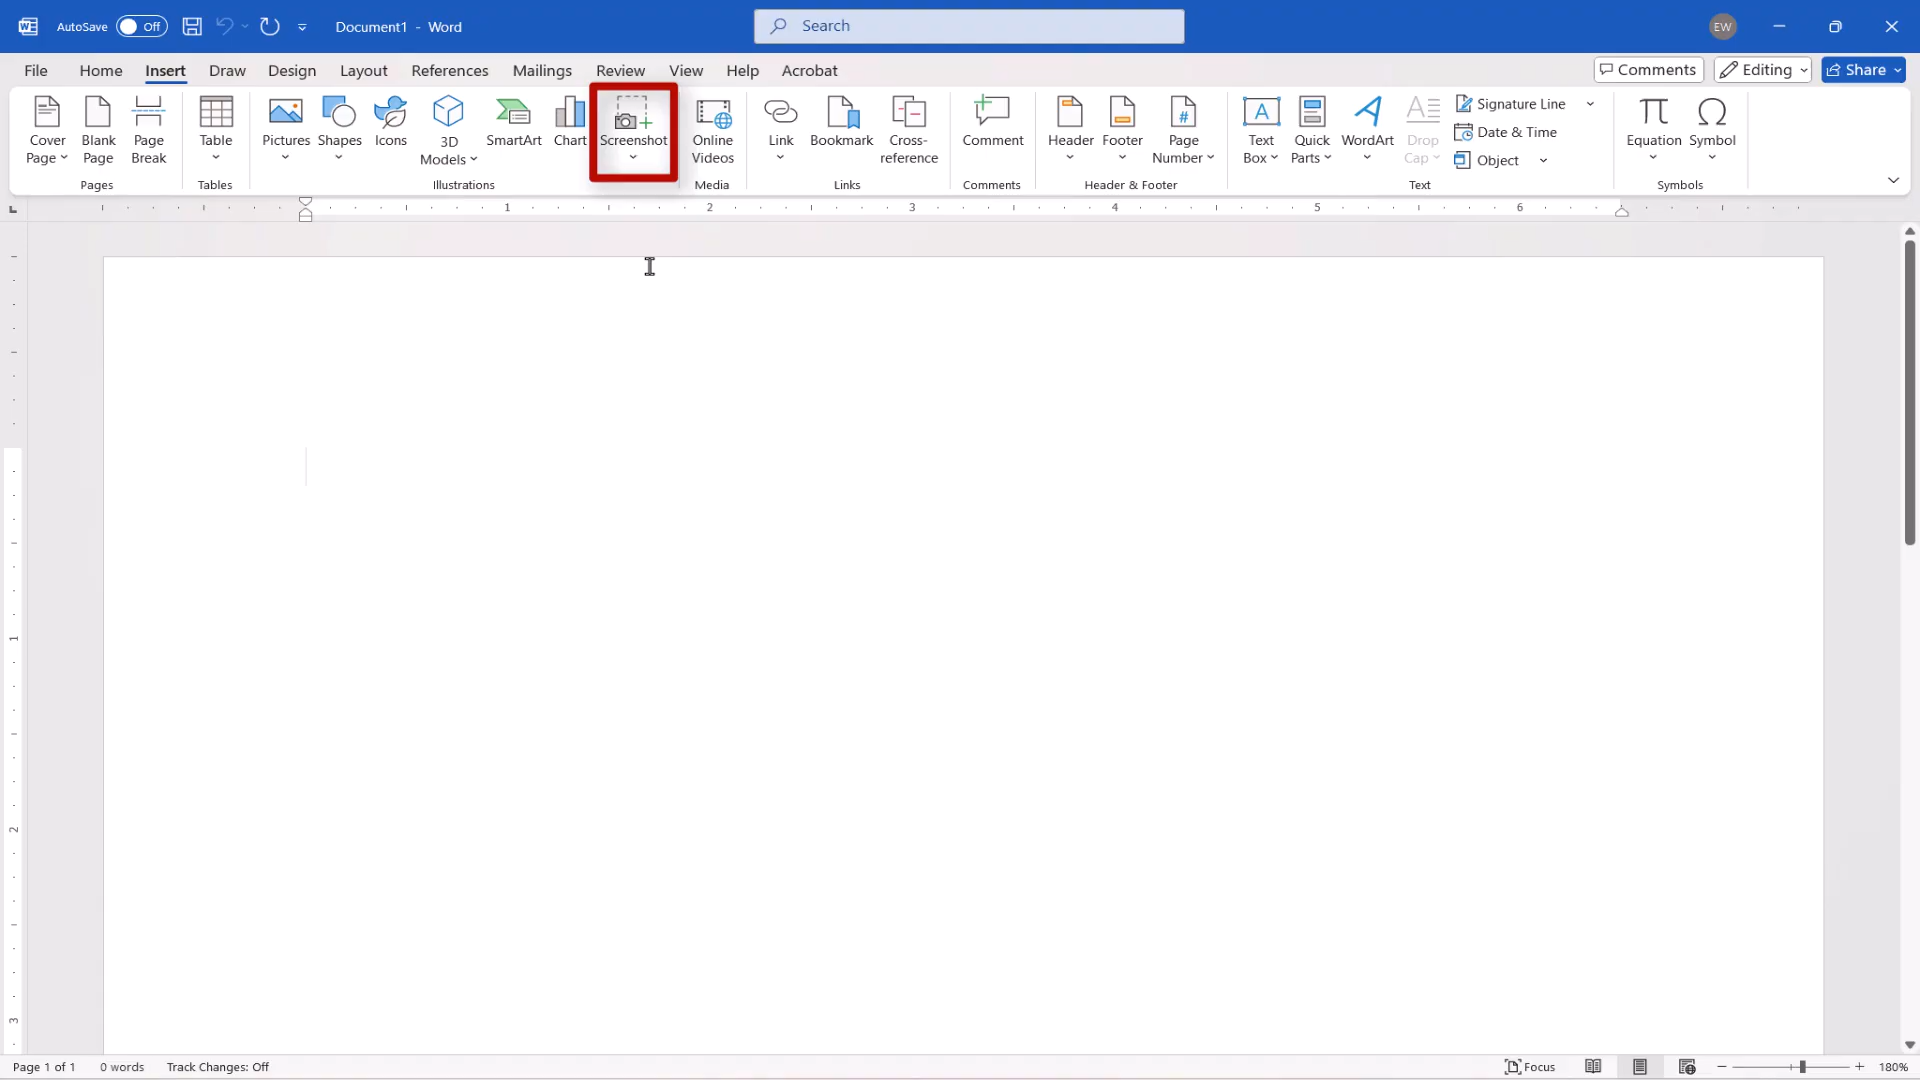 AutoSave Off Document1 - Word Search EW
File Home Insert Draw Design Layout References Mailings Review View Help Acrobat Comments Editing Share
Cover Page
Blank Page
Page Break
Pages
Table
Tables
Pictures
Shapes
Icons
3D Models
SmartArt
Chart
Screenshot
Illustrations
Online Videos
Media
Link
Bookmark
Cross-
reference
Links
Comment
Comments
Header
Footer
Page Number
#
Header & Footer
Text Box
A
Quick Parts
WordArt
Drop Cap
Signature Line
Date & Time
Object
Text
Equation
Symbol
π
Ω
Symbols
1 2 3 4 5 6
1
2
3
Page 1 of 1 0 words Track Changes: Off Focus 180%